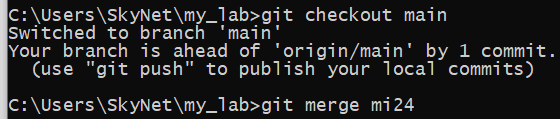 C:\Users\SkyNet\my_lab>git checkout main
Switched to branch 'main'
Your branch is ahead of 'origin/main' by 1 commit.
  (use "git push" to publish your local commits)
C:\Users\SkyNet\my_lab>git merge mi24